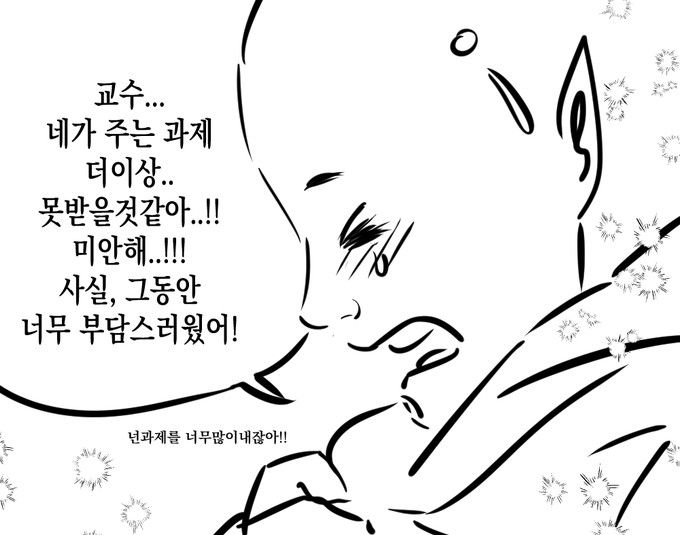 교수...
네가 주는 과제
더이상..
못받을것같아..!!
미안해..!!!
사실, 그동안
너무 부담스러웠어!
넌과제를 너무많이내잖아!!